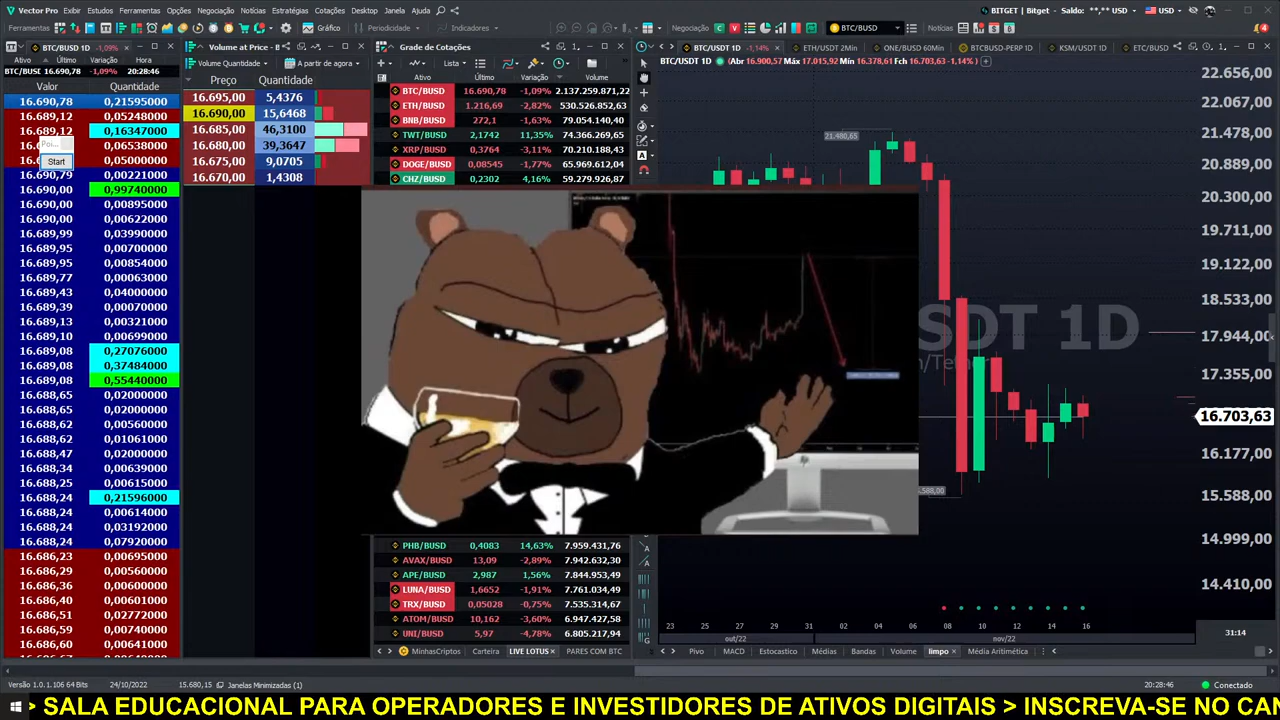 Vector Pro Exibir Estudos Ferramentas Opções Negociação Notícias Estratégias Cotações Desktop Janela Ajuda
BITGET | Bitget Saldo: **,** USD USD
Ferramentas Gráfico Periodicidade Indicadores Negociação BTC/BUSD Notícias
BTC/BUSD 1D -1,09%
Ativo Último Variação Hora
BTC/BUSD 16.690,78 -1,09% 20:28:46
Valor Quantidade
16.690,78 0,21595000
16.689,12 0,05248000
16.689,12 0,16347000
0,06538000
0,05000000
Start
16.690,79 0,00221000
16.690,00 0,99740000
16.690,00 0,00895000
16.690,00 0,00622000
16.689,99 0,03990000
16.689,95 0,00700000
16.689,95 0,00854000
16.689,77 0,00063000
16.689,43 0,04000000
16.689,39 0,00070000
16.689,13 0,00321000
16.689,10 0,00699000
16.689,08 0,27076000
16.689,08 0,37484000
16.689,08 0,55440000
16.688,65 0,02000000
16.688,65 0,02000000
16.688,62 0,06439000
16.688,62 0,01061000
16.688,47 0,02000000
16.688,34 0,00630000
16.688,25 0,00615000
16.688,24 0,21596000
16.688,24 0,00614000
16.688,24 0,03192000
16.688,24 0,07920000
16.686,23 0,00695000
16.686,29 0,00560000
16.686,36 0,00600000
16.686,40 0,00601000
16.686,51 0,02772000
16.686,59 0,00740000
Volume at Price - B
Volume Quantidade A partir de agora
Preço Quantidade
16.695,00 5,4376
16.690,00 15,6468
16.685,00 46,3100
16.680,00 39,3647
16.675,00 9,0705
16.670,00 1,4308
Grade de Cotações
Lista
Ativo Último Variação Volume
BTC/BUSD 16.690,78 -1,09% 2.137.259.871,22
ETH/BUSD 1.216,69 -2,82% 530.526.852,63
BNB/BUSD 272,1 -1,63% 79.054.140,40
TWT/BUSD 2,1742 11,35% 74.366.269,65
XRP/BUSD 0,3764 -3,11% 70.210.188,43
DOGE/BUSD 0,08545 -1,77% 65.969.612,04
CHZ/BUSD 0,2302 4,16% 59.279.926,87
PHB/BUSD 0,4083 14,63% 7.959.431,76
AVAX/BUSD 13,09 -2,89% 7.942.632,30
APE/BUSD 2,987 1,56% 7.844.953,49
LUNA/BUSD 1,6652 -1,91% 7.761.034,49
TRX/BUSD 0,05028 -0,75% 7.535.314,67
ATOM/BUSD 10,162 -3,60% 6.947.427,58
UNI/BUSD 5,97 -4,78% 6.805.217,94
MinhasCriptos Carteira LIVE LOTUS PARES COM BTC
BTC/USDT 1D -1,14% ETH/USDT 2Min ONE/BUSD 60Min BTCBUSD-PERP 1D KSM/USDT 1D ETC/BUSD
BTC/USDT 1D (Abr 16.900,57 Máx 17.015,92 Mín 16.378,61 Fch 16.703,63 -1,14%)
21.480,65
SDT 1D
22.656,00
22.067,00
21.478,00
20.889,00
20.300,00
19.711,00
19.122,00
18.533,00
17.944,00
17.355,00
16.703,63
16.177,00
15.588,00
14.999,00
14.410,00
.588,00
23 25 27 29 31 02 04 06 08 10 12 14 16
out/22 nov/22
31:14
Pivo MACD Estocastico Médias Bandas Volume limpo Média Aritmética
Versão 1.0.1.106 64 Bits 24/10/2022 15.680,15 Janelas Minimizadas (1) 20:28:46 Conectado
> SALA EDUCACIONAL PARA OPERADORES E INVESTIDORES DE ATIVOS DIGITAIS > INSCREVA-SE NO CAN